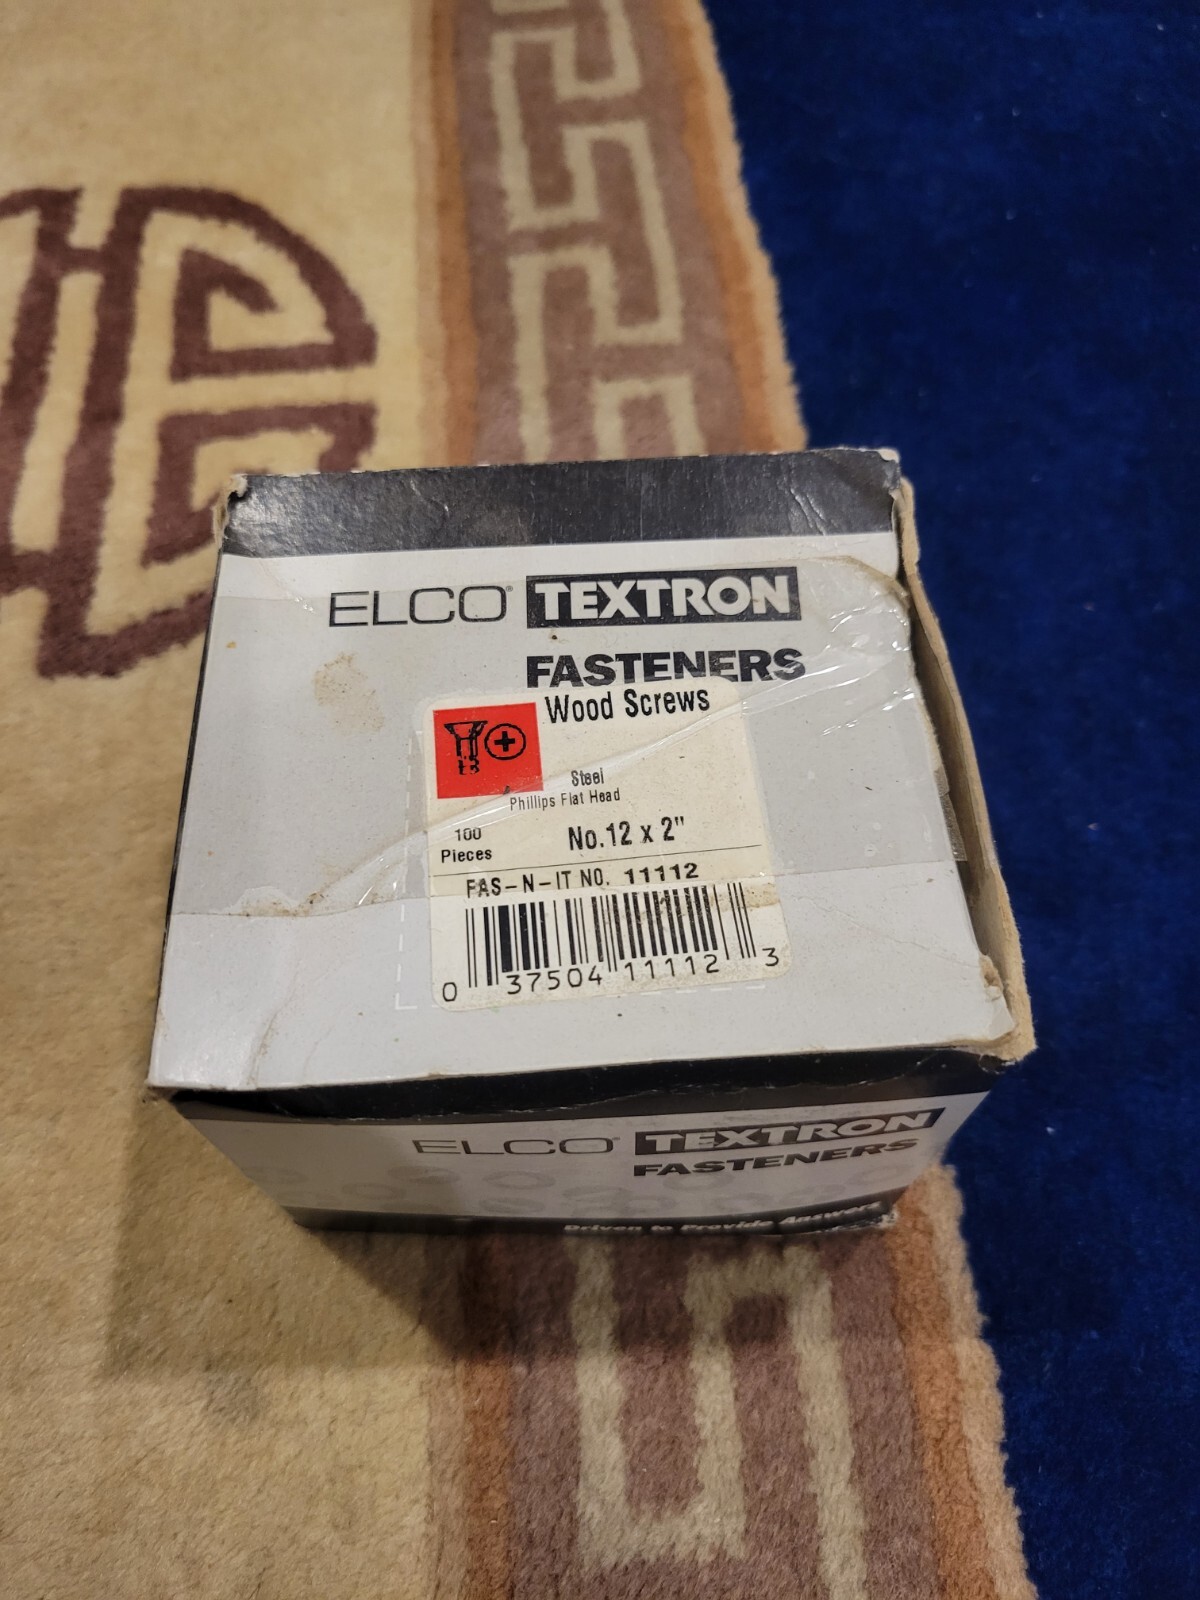 ELCO® TEXTRON
FASTENERS
Wood Screws
Steel
Phillips Flat Head
100
Pieces
No.12 x 2"
FAS-N-IT NO. 11112
0 37504 11112 3
ELCO® TEXTRON
FASTENERS
Driven to Provide Answers